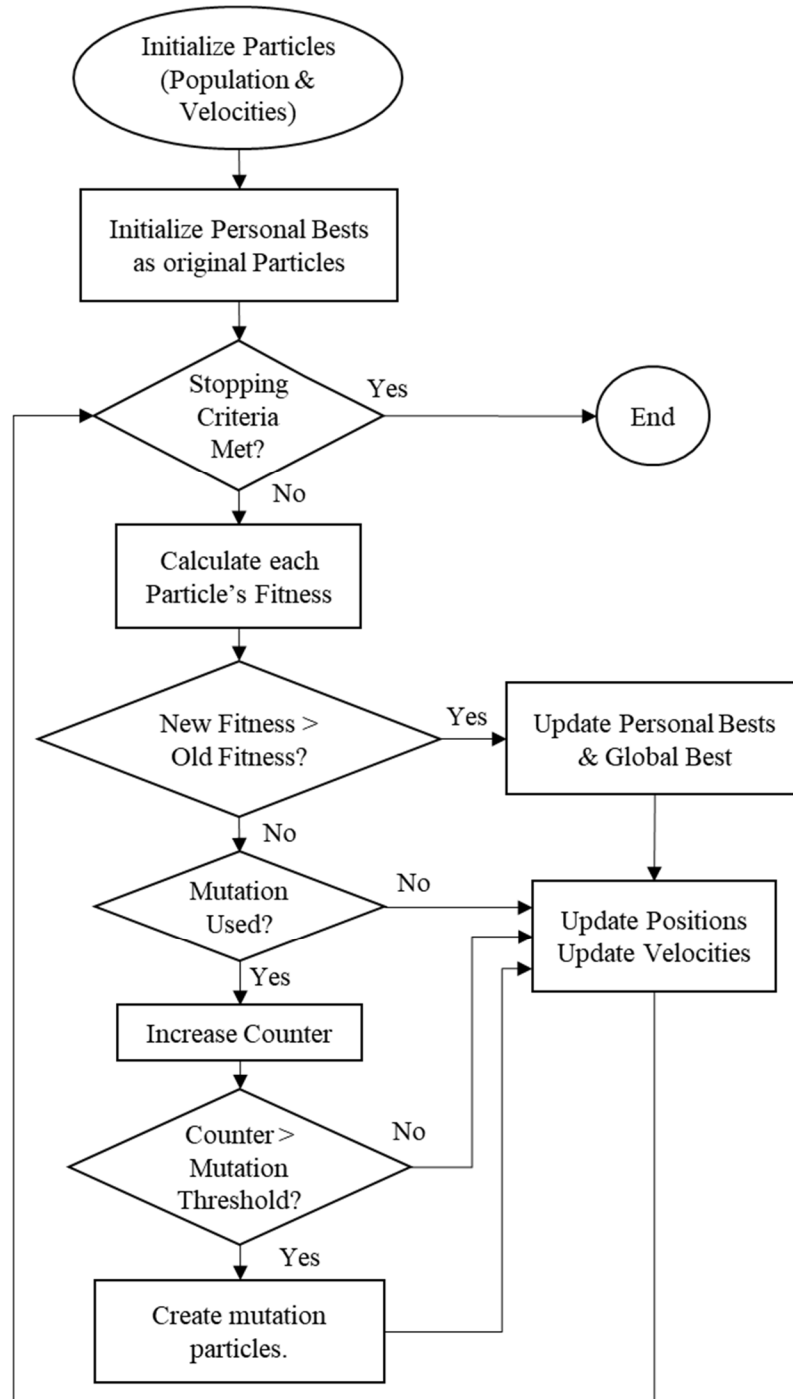 Initialize Particles
(Population &
Velocities)
Initialize Personal Bests
as original Particles
Stopping
Criteria
Met?
Yes
End
No
Calculate each
Particle's Fitness
New Fitness >
Old Fitness?
Yes
Update Personal Bests
& Global Best
No
Mutation
Used?
No
Update Positions
Update Velocities
Yes
Increase Counter
Counter >
Mutation
Threshold?
No
Yes
Create mutation
particles.